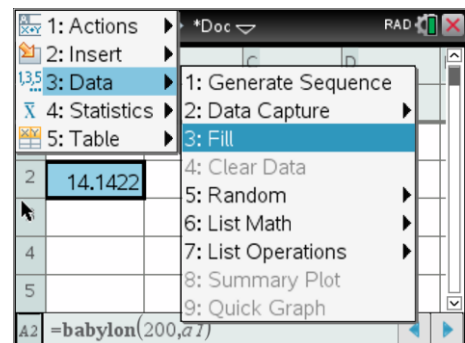 1: Actions
*Doc
RAD
2: Insert
C
D
3: Data
1: Generate Sequence
4: Statistics
2: Data Capture
5: Table
3: Fill
4: Clear Data
2
14.1422
5: Random
6: List Math
4
7: List Operations
8: Summary Plot
5
9: Quick Graph
A2
=babylon(200,a1)